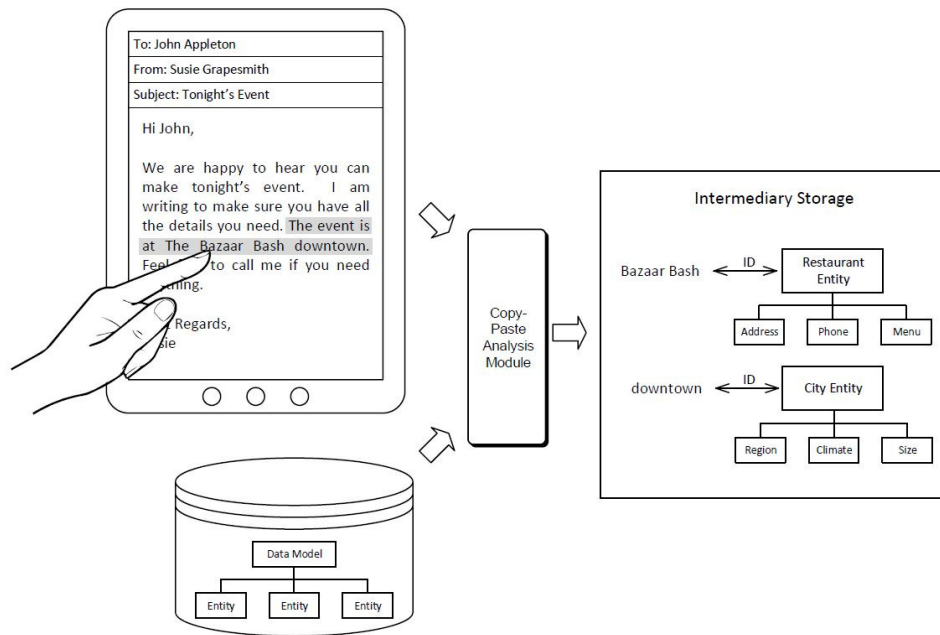 To: John Appleton
From: Susie Grapesmith
Subject: Tonight's Event
Hi John,
We are happy to hear you can
make tonight's event. I am
writing to make sure you have all
the details you need. The event is
at The Bazaar Bash downtown.
to call me if you need
Regards,
Copy-
Paste
Analysis
Module
Intermediary Storage
Bazaar Bash
ID
Restaurant
Entity
Address
Phone
Menu
downtown
ID
City Entity
Region
Climate
Size
Data Model
Entity
Entity
Entity